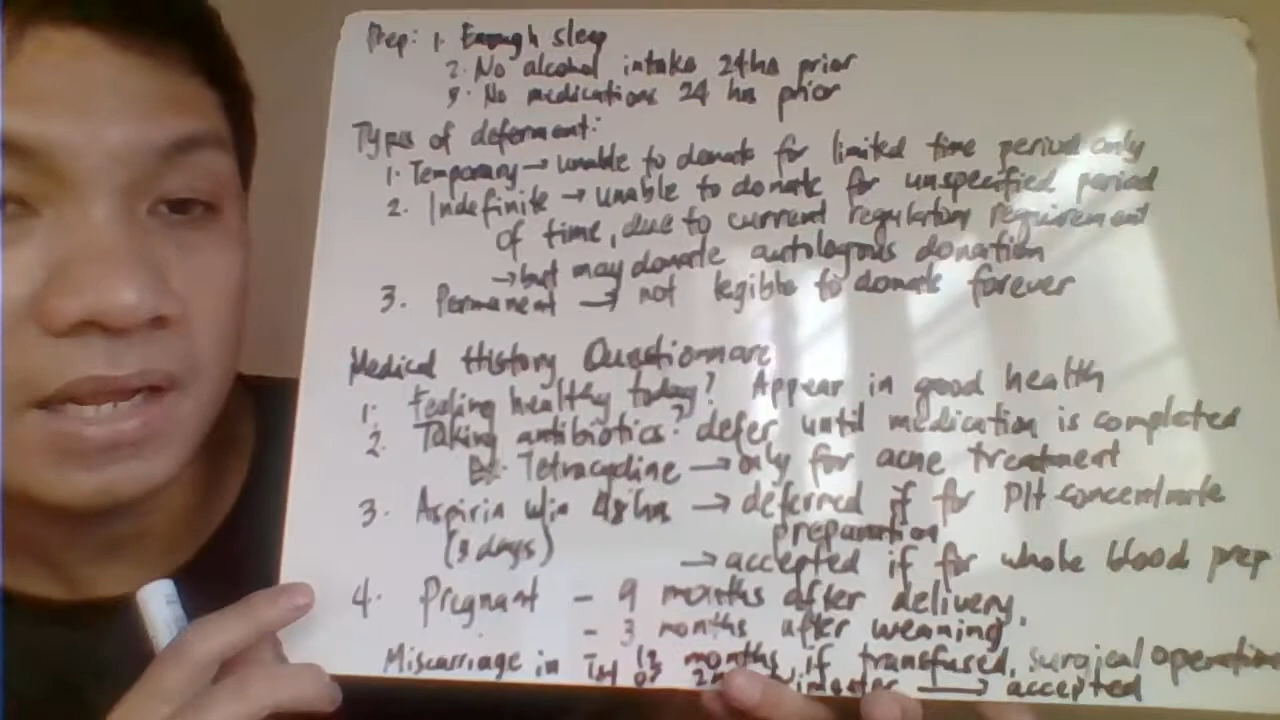 Prep: 1. Enough sleep
2. No alcohol intake 24 hrs prior
3. No medications 24 hrs prior
Types of deferment:
1. Temporary → unable to donate for limited time period only
2. Indefinite → unable to donate for unspecified period
of time, due to current regulatory requirement
→ but may donate autologous donation
3. Permanent → not legible to donate forever
Medical History Questionnare
1. Feeling healthy today? Appear in good health
2. Taking antibiotics? defer until medication is completed
Ex. Tetracycline → only for acne treatment
3. Aspirin w/in 48 hrs → deferred if for Plt concentrate
(3 days) preparation
→ accepted if for whole blood prep
4. Pregnant - 9 months after delivery.
- 3 months after weaning
Miscarriage in 12 months, if transfused, surgical operation
1st or → accepted